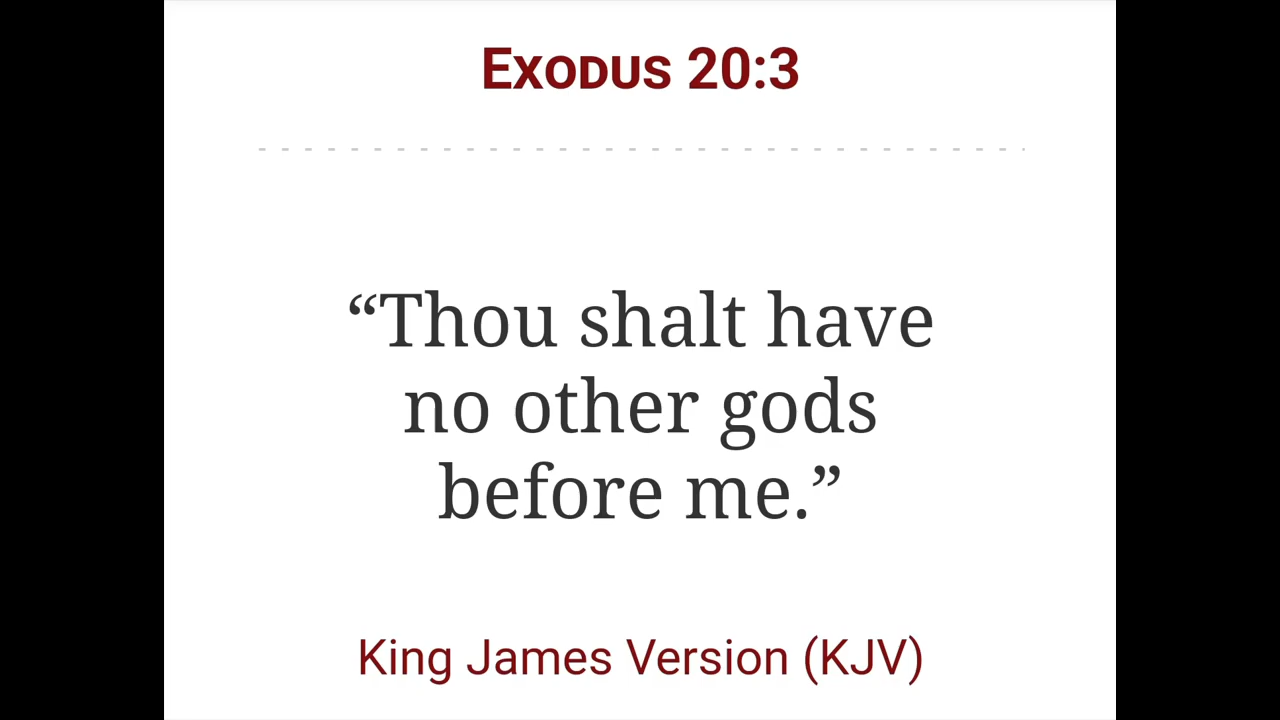 Exodus 20:3
“Thou shalt have
no other gods
before me.”
King James Version (KJV)